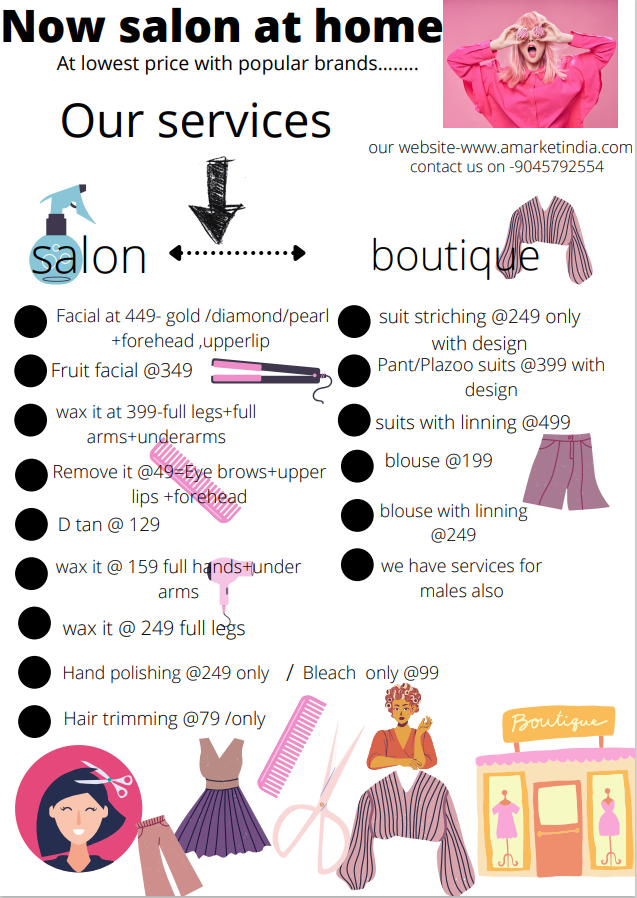 Now salon at home
At lowest price with popular brands........
Our services
our website-www.amarketindia.com
contact us on -9045792554
salon
boutique
Facial at 449- gold /diamond/pearl
+forehead ,upperlip
Fruit facial @349
wax it at 399-full legs+full
arms+underarms
Remove it @49=Eye brows+upper
lips +forehead
D tan @ 129
wax it @ 159 full hands+under
arms
wax it @ 249 full legs
Hand polishing @249 only / Bleach only @99
Hair trimming @79 /only
suit striching @249 only
with design
Pant/Plazoo suits @399 with
design
suits with linning @499
blouse @199
blouse with linning
@249
we have services for
males also
Boutique